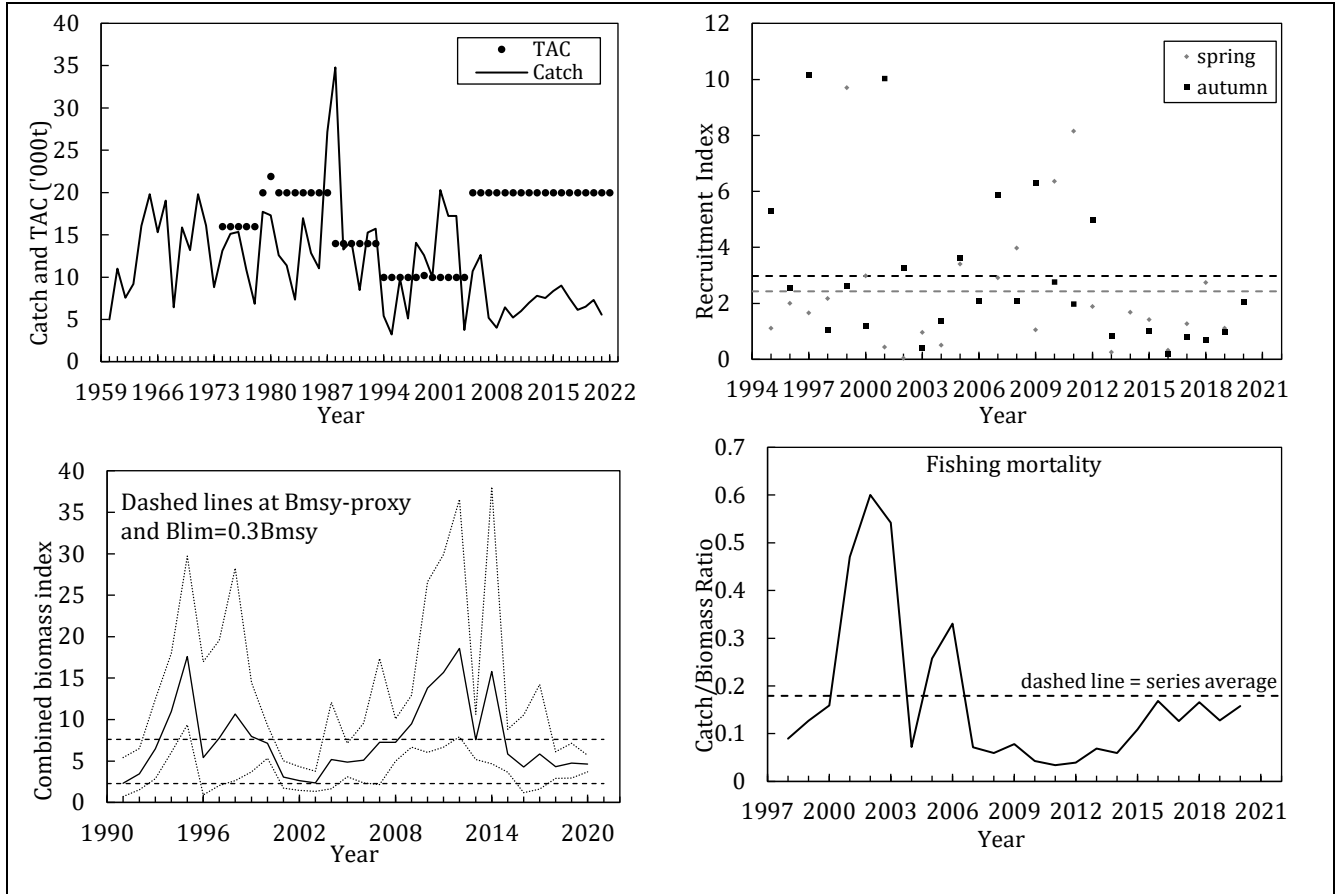 Catch and TAC ('000t)
40
35
30
25
20
15
10
5
0
TAC
Catch
1959 1966 1973 1980 1987 1994 2001 2008 2015 2022
Year
Recruitment Index
12
10
8
6
4
2
0
spring
autumn
1994 1997 2000 2003 2006 2009 2012 2015 2018 2021
Year
Combined biomass index
40
35
30
25
20
15
10
5
0
Dashed lines at Bmsy-proxy
and Blim=0.3Bmsy
1990 1996 2002 2008 2014 2020
Year
Catch/Biomass Ratio
0.7
0.6
0.5
0.4
0.3
0.2
0.1
0
Fishing mortality
dashed line = series average
1997 2000 2003 2006 2009 2012 2015 2018 2021
Year